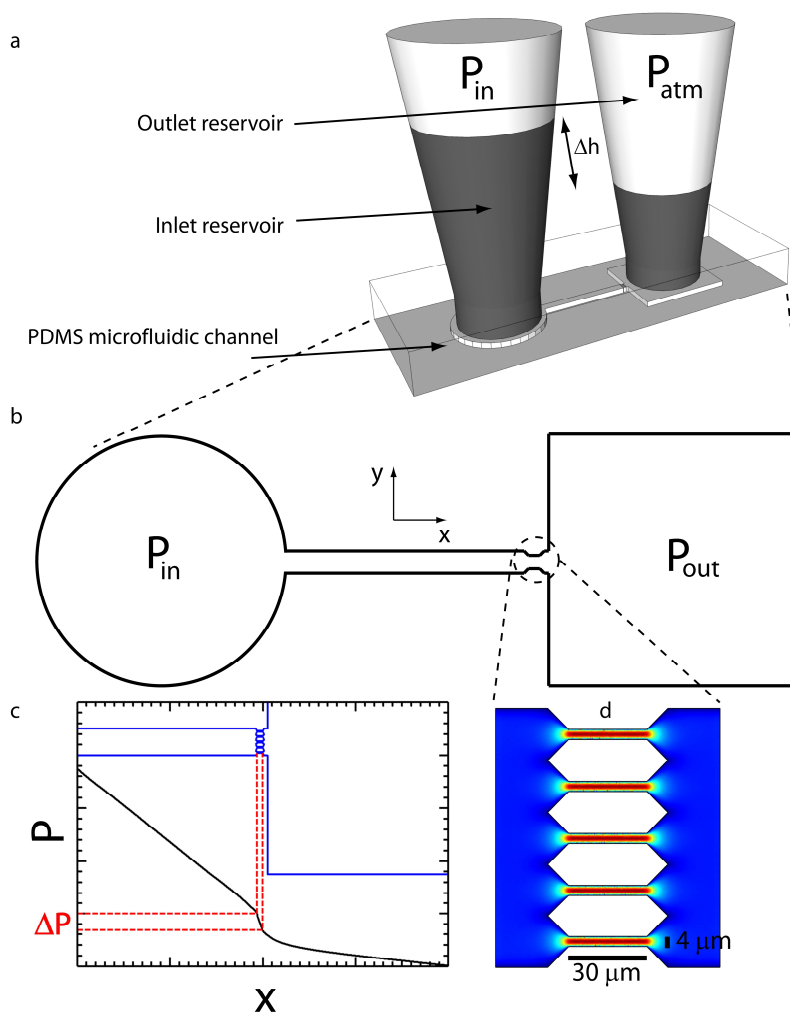 a
P_in
P_atm
Outlet reservoir
Δh
Inlet reservoir
PDMS microfluidic channel
b
y
x
P_in
P_out
c
d
P
ΔP
4 μm
30 μm
x